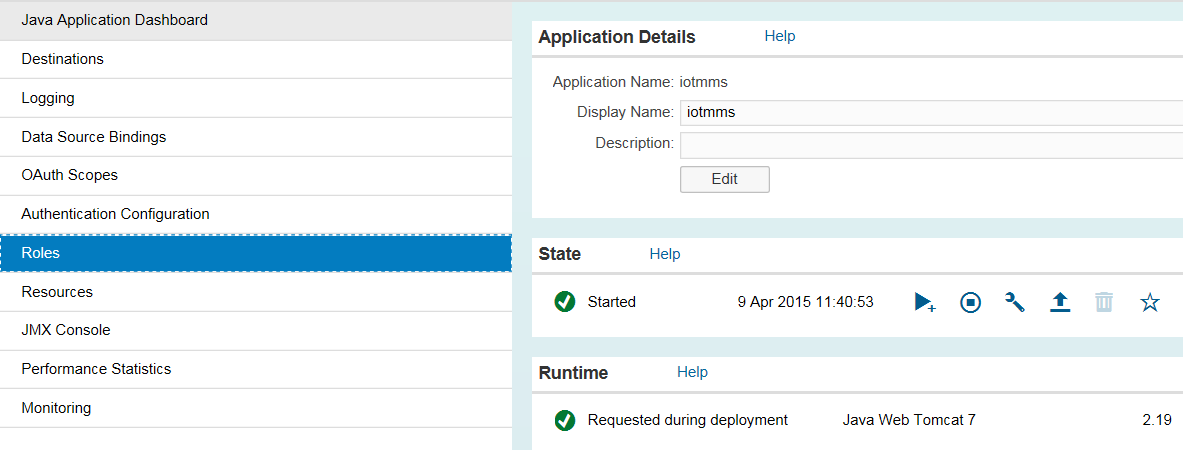 Java Application Dashboard
Destinations
Logging
Data Source Bindings
OAuth Scopes
Authentication Configuration
Roles
Resources
JMX Console
Performance Statistics
Monitoring
Application Details Help
Application Name: iotmms
Display Name: iotmms
Description:
Edit
State Help
Started 9 Apr 2015 11:40:53
Runtime Help
Requested during deployment Java Web Tomcat 7 2.19